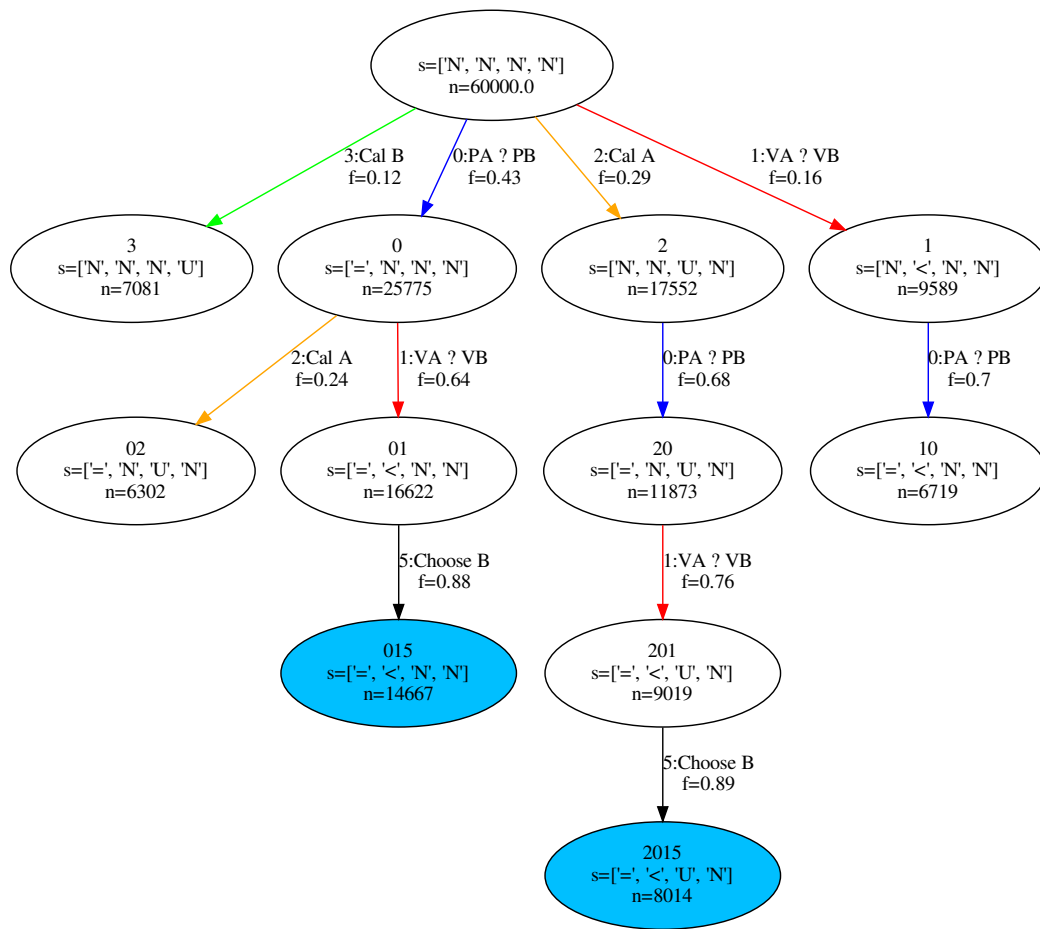 s=['N', 'N', 'N', 'N']
n=60000.0
3:Cal B
f=0.12
0:PA ? PB
f=0.43
2:Cal A
f=0.29
1:VA ? VB
f=0.16
3
s=['N', 'N', 'N', 'U']
n=7081
0
s=['=', 'N', 'N', 'N']
n=25775
2
s=['N', 'N', 'U', 'N']
n=17552
1
s=['N', '<', 'N', 'N']
n=9589
2:Cal A
f=0.24
1:VA ? VB
f=0.64
0:PA ? PB
f=0.68
0:PA ? PB
f=0.7
02
s=['=', 'N', 'U', 'N']
n=6302
01
s=['=', '<', 'N', 'N']
n=16622
20
s=['=', 'N', 'U', 'N']
n=11873
10
s=['=', '<', 'N', 'N']
n=6719
5:Choose B
f=0.88
1:VA ? VB
f=0.76
015
s=['=', '<', 'N', 'N']
n=14667
201
s=['=', '<', 'U', 'N']
n=9019
5:Choose B
f=0.89
2015
s=['=', '<', 'U', 'N']
n=8014